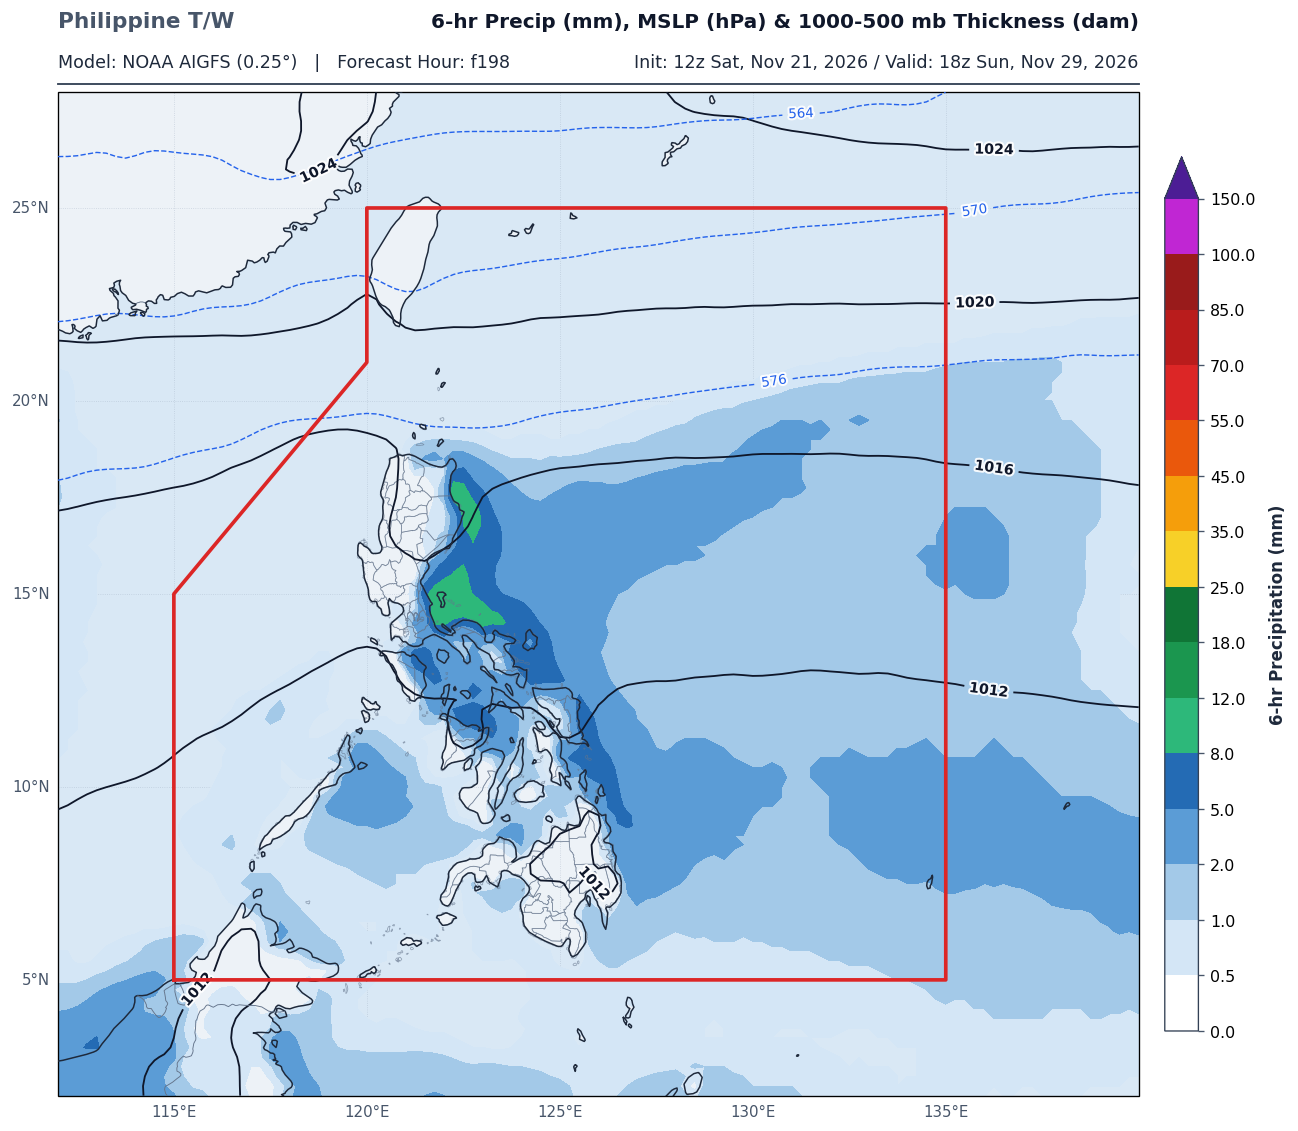 Philippine T/W
6-hr Precip (mm), MSLP (hPa) & 1000-500 mb Thickness (dam)
Model: NOAA AIGFS (0.25°) | Forecast Hour: f198
Init: 12z Sat, Nov 21, 2026 / Valid: 18z Sun, Nov 29, 2026
564
1024
1024
570
1020
576
1016
1012
1012
1012
25°N
20°N
15°N
10°N
5°N
115°E
120°E
125°E
130°E
135°E
150.0
100.0
85.0
70.0
55.0
45.0
35.0
25.0
18.0
12.0
8.0
5.0
2.0
1.0
0.5
0.0
6-hr Precipitation (mm)